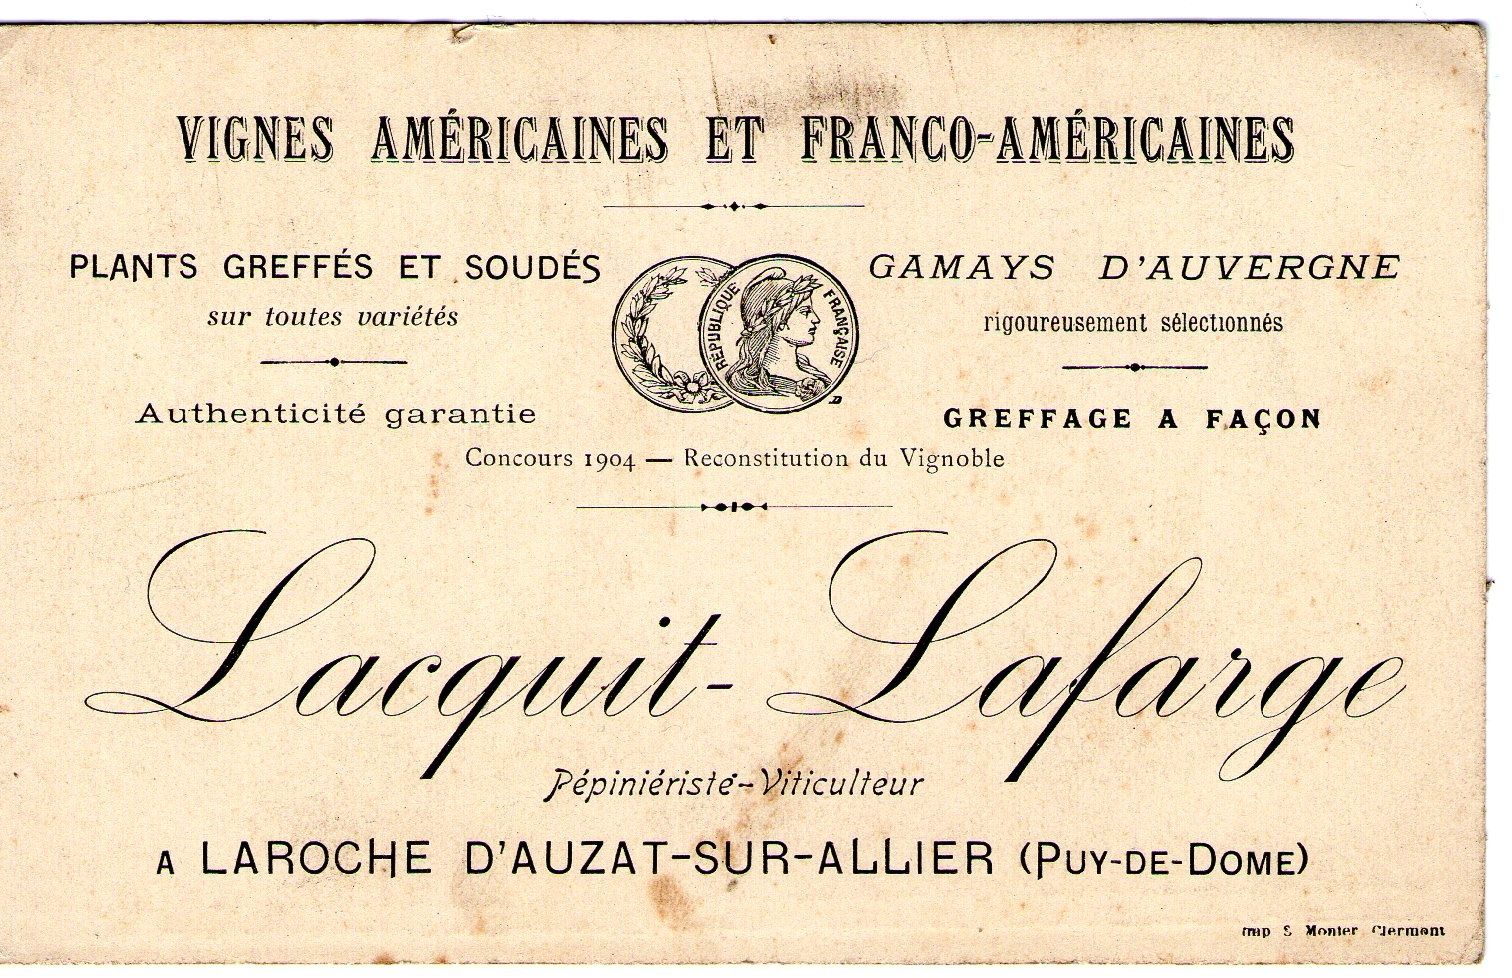 VIGNES AMÉRICAINES ET FRANCO-AMÉRICAINES
PLANTS GREFFÉS ET SOUDÉS
sur toutes variétés
Authenticité garantie
RÉPUBLIQUE FRANÇAISE
GAMAYS D'AUVERGNE
rigoureusement sélectionnés
GREFFAGE A FAÇON
Concours 1904 — Reconstitution du Vignoble
Lacquit-Lafarge
Pépiniériste-Viticulteur
A LAROCHE D'AUZAT-SUR-ALLIER (PUY-DE-DOME)
Imp S Monier Clermont